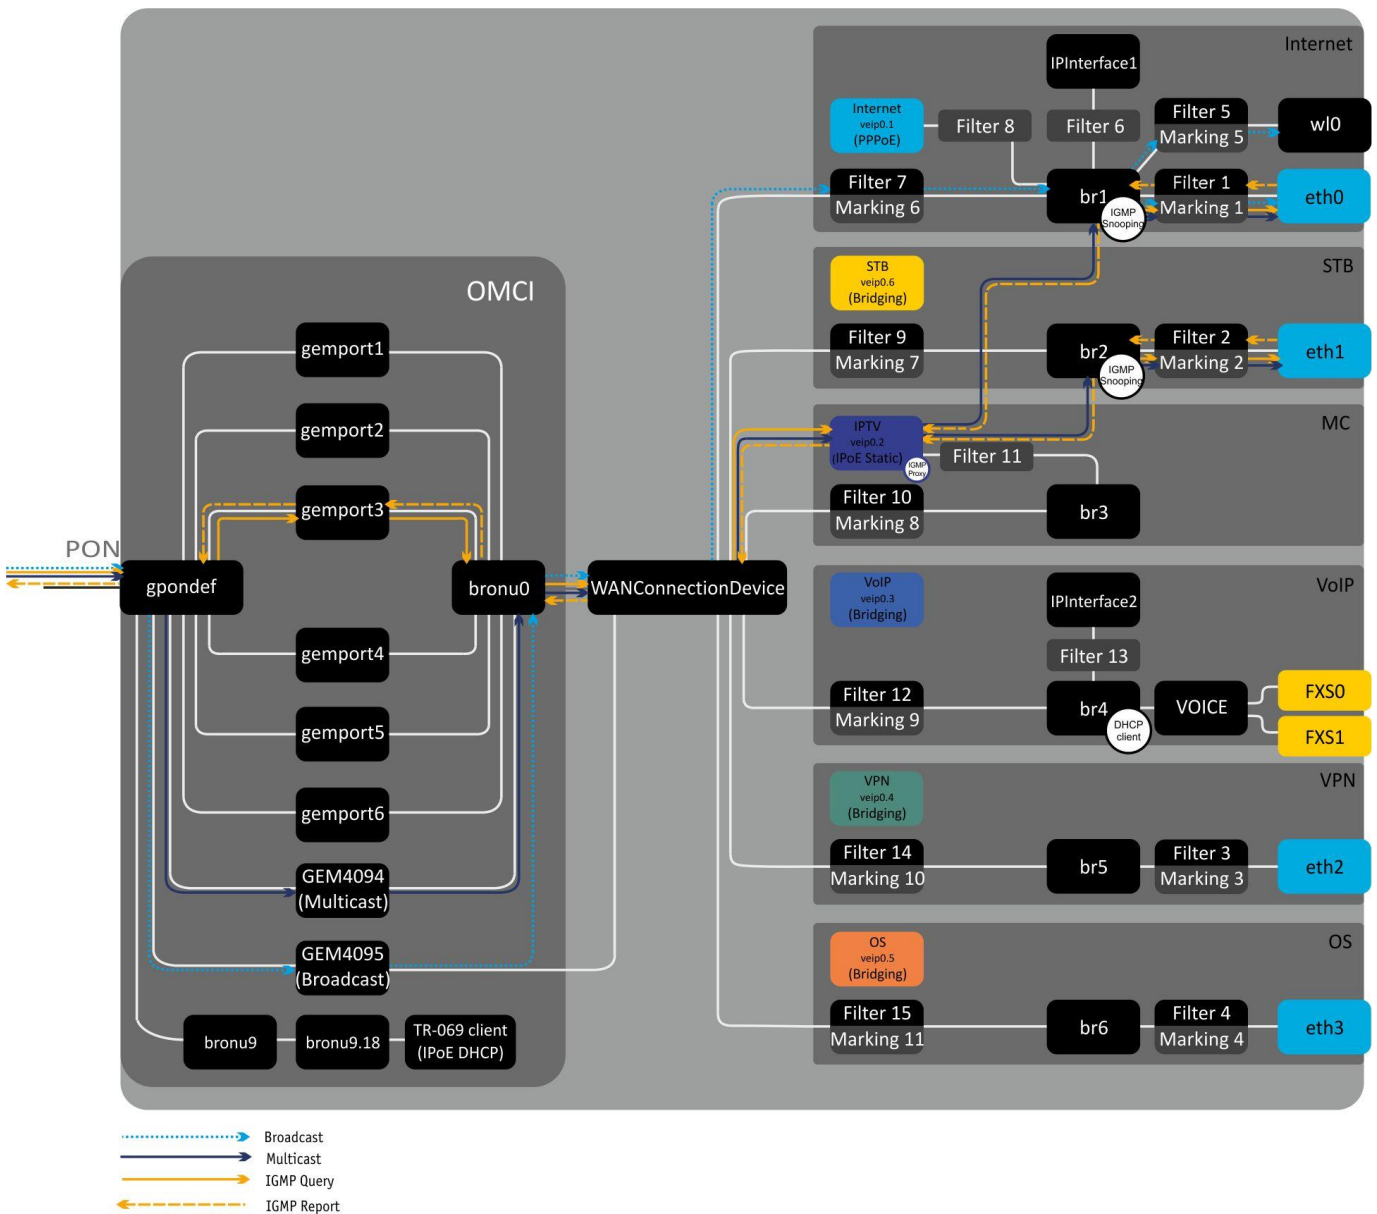 Internet
IPInterface1
Internet
veip0.1
(PPPoE)
Filter 8
Filter 6
Filter 5
Marking 5
wl0
Filter 7
Marking 6
br1
IGMP
Snooping
Filter 1
Marking 1
eth0
STB
STB
veip0.6
(Bridging)
Filter 9
Marking 7
br2
IGMP
Snooping
Filter 2
Marking 2
eth1
MC
IPTV
veip0.2
(IPoE Static)
IGMP
Proxy
Filter 11
Filter 10
Marking 8
br3
OMCI
gemport1
gemport2
gemport3
PON
gpondef
bronu0
WANConnectionDevice
gemport4
gemport5
gemport6
GEM4094
(Multicast)
GEM4095
(Broadcast)
bronu9
bronu9.18
TR-069 client
(IPoE DHCP)
VoIP
VoIP
veip0.3
(Bridging)
IPInterface2
Filter 13
Filter 12
Marking 9
br4
DHCP
client
VOICE
FXS0
FXS1
VPN
VPN
veip0.4
(Bridging)
Filter 14
Marking 10
br5
Filter 3
Marking 3
eth2
OS
OS
veip0.5
(Bridging)
Filter 15
Marking 11
br6
Filter 4
Marking 4
eth3
Broadcast
Multicast
IGMP Query
IGMP Report